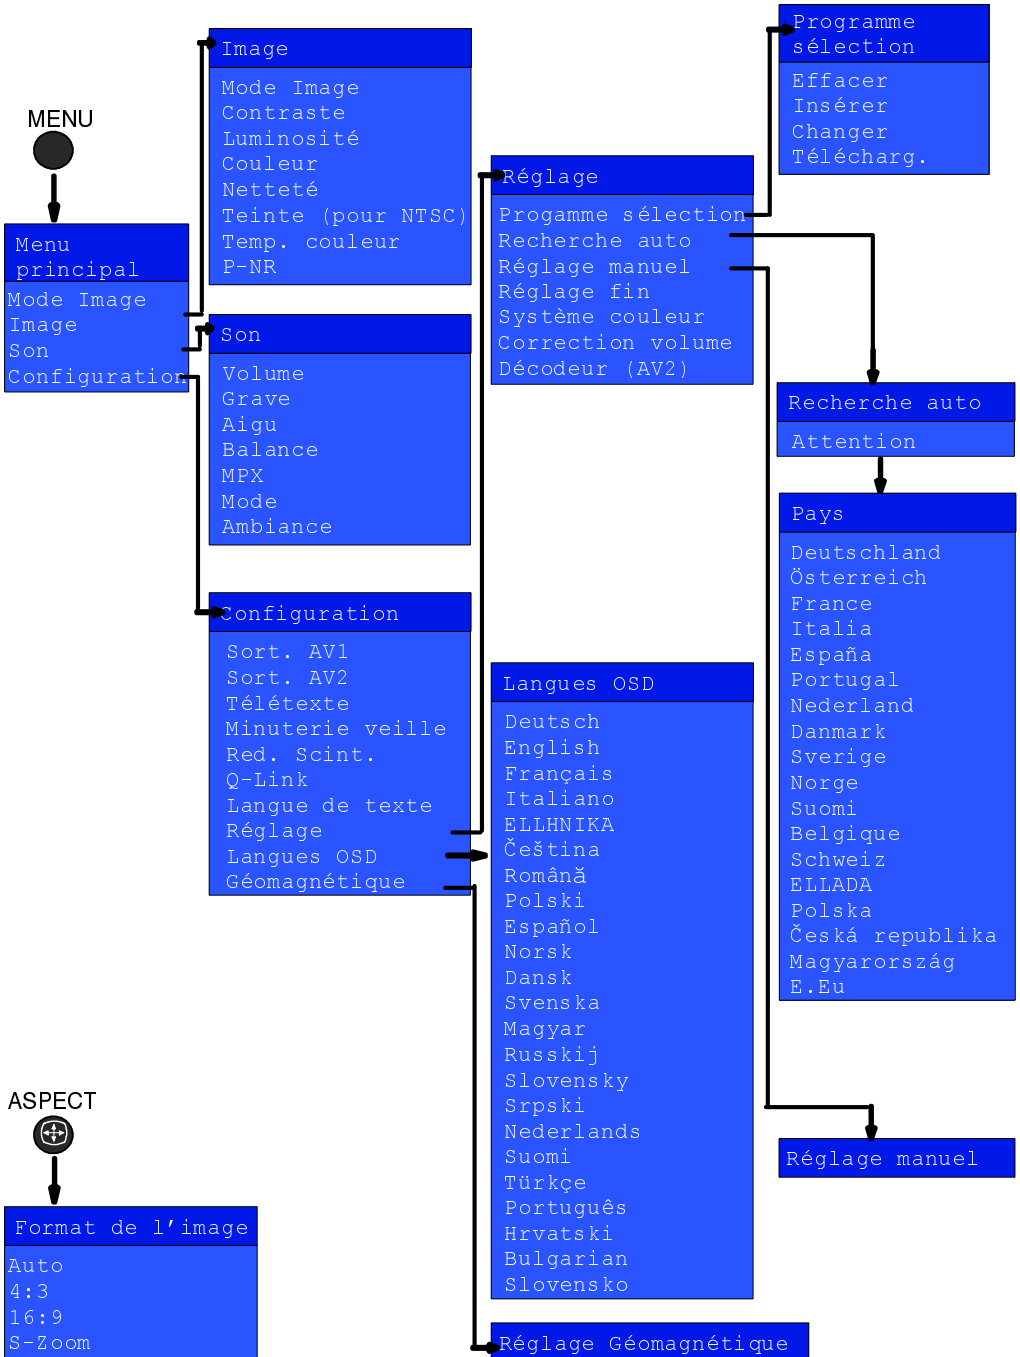 MENU
Menu
principal
Mode Image
Image
Son
Configuration
Image
Mode Image
Contraste
Luminosité
Couleur
Netteté
Teinte (pour NTSC)
Temp. couleur
P-NR
Son
Volume
Grave
Aigu
Balance
MPX
Mode
Ambiance
Configuration
Sort. AV1
Sort. AV2
Télétexte
Minuterie veille
Red. Scint.
Q-Link
Langue de texte
Réglage
Langues OSD
Géomagnétique
Réglage
Progamme sélection
Recherche auto
Réglage manuel
Réglage fin
Système couleur
Correction volume
Décodeur (AV2)
Programme
sélection
Effacer
Insérer
Changer
Télécharg.
Recherche auto
Attention
Pays
Deutschland
Österreich
France
Italia
España
Portugal
Nederland
Danmark
Sverige
Norge
Suomi
Belgique
Schweiz
ELLADA
Polska
Česká republika
Magyarország
E.Eu
Langues OSD
Deutsch
English
Français
Italiano
ELLHNIKA
Čeština
Română
Polski
Español
Norsk
Dansk
Svenska
Magyar
Russkij
Slovensky
Srpski
Nederlands
Suomi
Türkçe
Português
Hrvatski
Bulgarian
Slovensko
Réglage manuel
Réglage Géomagnétique
ASPECT
Format de l'image
Auto
4:3
16:9
S-Zoom